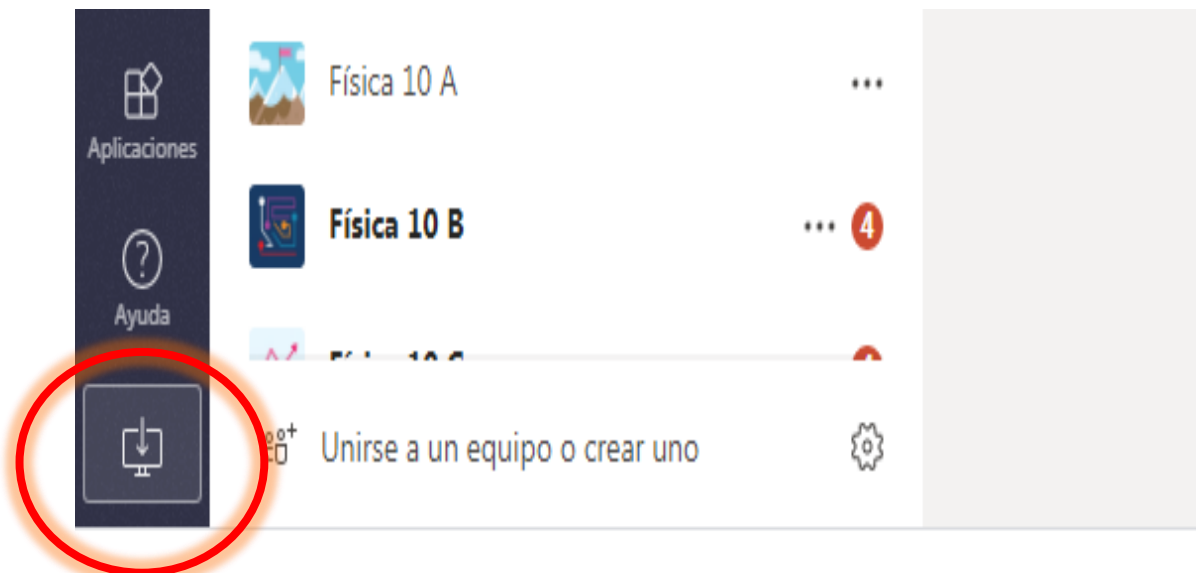 Aplicaciones
Ayuda
Física 10 A
Física 10 B
4
Unirse a un equipo o crear uno